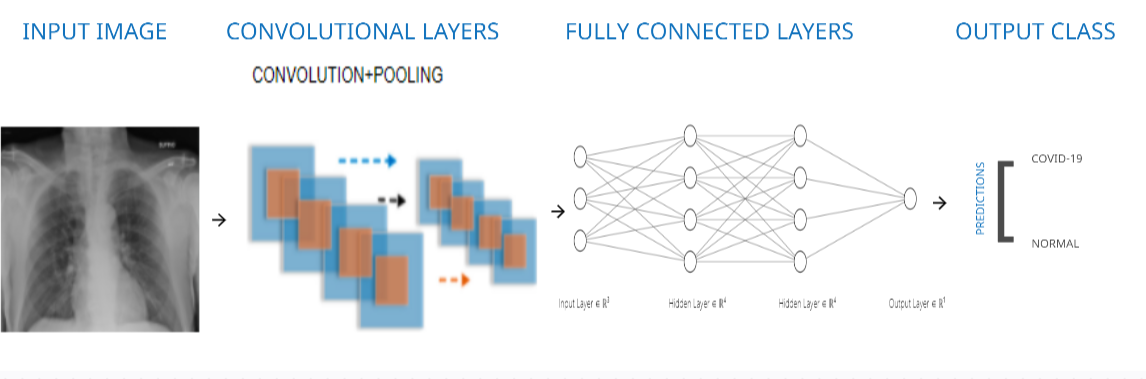 INPUT IMAGE
CONVOLUTIONAL LAYERS
FULLY CONNECTED LAYERS
OUTPUT CLASS
CONVOLUTION+POOLING
PREDICTIONS
COVID-19
NORMAL
Input Layer ∈ ℝ³
Hidden Layer ∈ ℝ⁴
Hidden Layer ∈ ℝ⁴
Output Layer ∈ ℝ¹